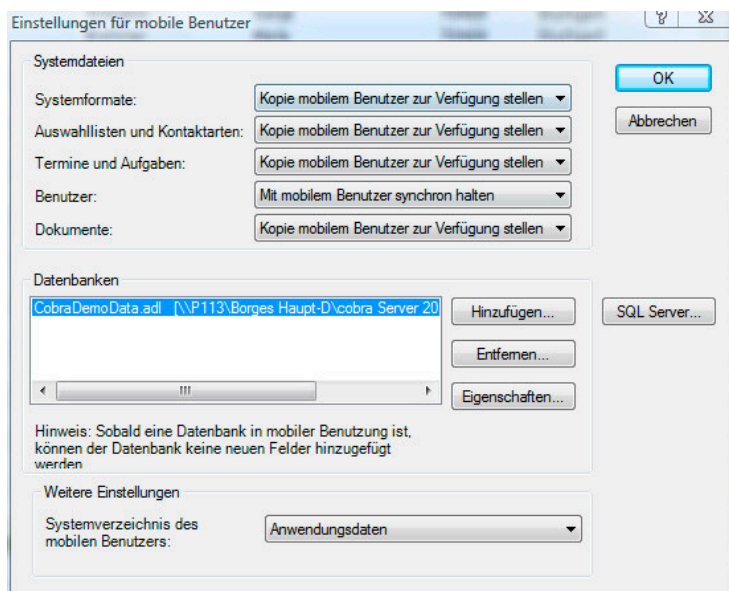 Einstellungen für mobile Benutzer
Systemdateien
Systemformate: Kopie mobilem Benutzer zur Verfügung stellen
OK
Auswahllisten und Kontaktarten: Kopie mobilem Benutzer zur Verfügung stellen
Abbrechen
Termine und Aufgaben: Kopie mobilem Benutzer zur Verfügung stellen
Benutzer: Mit mobilem Benutzer synchron halten
Dokumente: Kopie mobilem Benutzer zur Verfügung stellen
Datenbanken
CobraDemoData.adl [\\P113\Borges Haupt-D\cobra Server 20
Hinzufügen...
SQL Server...
Entfernen...
Eigenschaften...
Hinweis: Sobald eine Datenbank in mobiler Benutzung ist,
können der Datenbank keine neuen Felder hinzugefügt
werden
Weitere Einstellungen
Systemverzeichnis des
mobilen Benutzers:
Anwendungsdaten